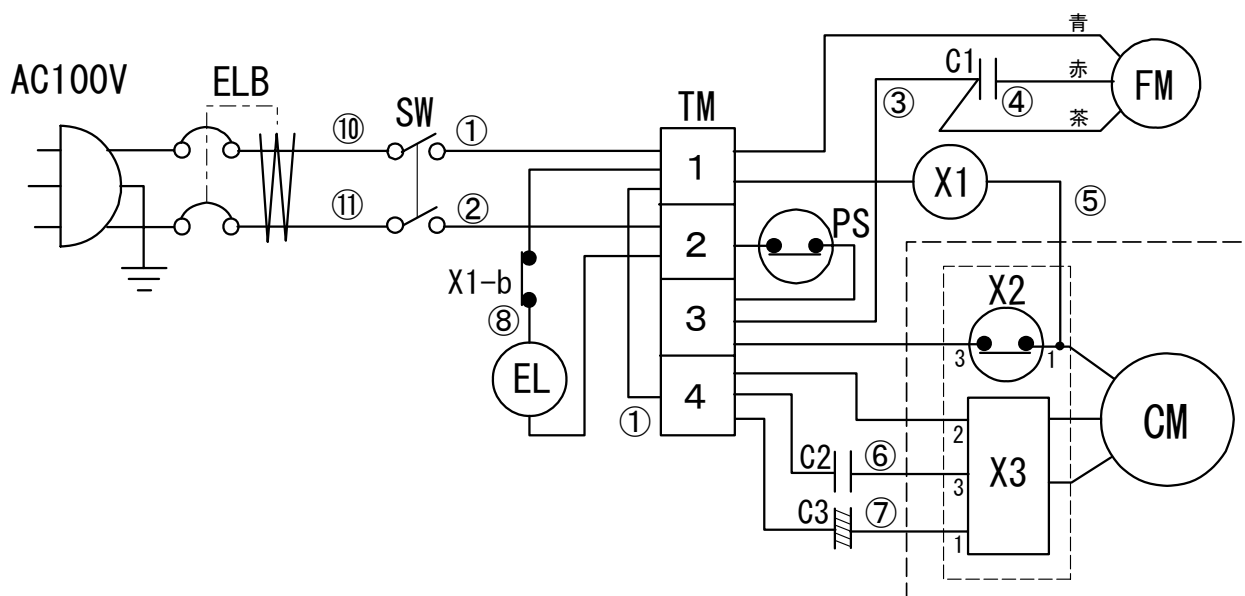 青
AC100V ELB SW ⑩ ① TM C1 赤 FM
③ ④
茶
1 X1
⑪ ② ⑤
2 PS
X1-b
⑧ 3 X2
3 1
EL 4
① 2 CM
C2 ⑥ X3
3
C3 ⑦
1